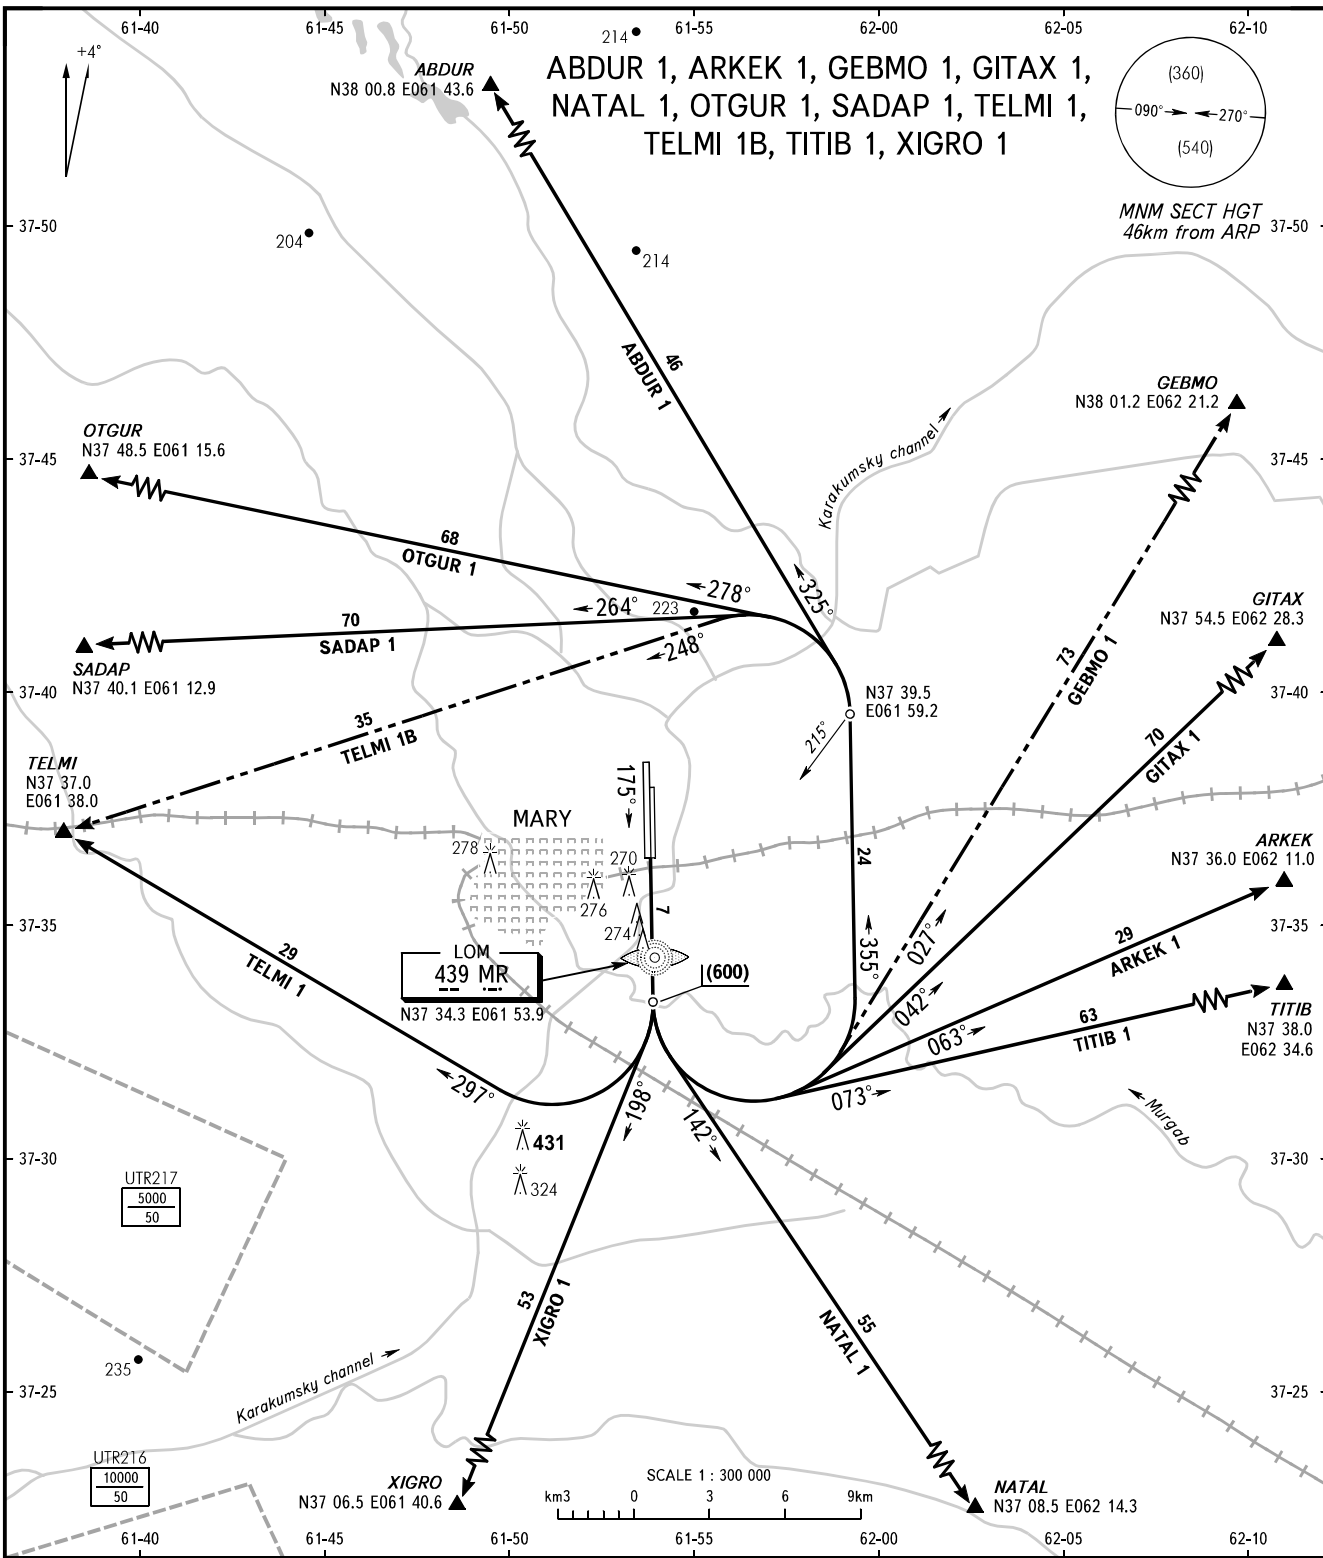 61-40
61-45
61-50
61-55
62-00
62-05
62-10
+4°
214
ABDUR
N38 00.8 E061 43.6
ABDUR 1, ARKEK 1, GEBMO 1, GITAX 1,
NATAL 1, OTGUR 1, SADAP 1, TELMI 1,
TELMI 1B, TITIB 1, XIGRO 1
(360)
090°
270°
(540)
MNM SECT HGT
46km from ARP
37-50
37-50
204
214
46
ABDUR 1
GEBMO
N38 01.2 E062 21.2
OTGUR
N37 48.5 E061 15.6
37-45
37-45
Karakumsky channel
68
OTGUR 1
278°
325°
264°
223
70
SADAP 1
248°
GITAX
N37 54.5 E062 28.3
73
GEBMO 1
SADAP
N37 40.1 E061 12.9
37-40
37-40
N37 39.5
E061 59.2
215°
35
TELMI 1B
70
GITAX 1
TELMI
N37 37.0
E061 38.0
175°
MARY
278
270
276
274
7
24
ARKEK
N37 36.0 E062 11.0
37-35
37-35
355°
027°
042°
29
ARKEK 1
LOM
439 MR
N37 34.3 E061 53.9
(600)
29
TELMI 1
063°
63
TITIB 1
TITIB
N37 38.0
E062 34.6
073°
297°
198°
142°
Murgab
431
324
37-30
37-30
UTR217
5000
50
53
XIGRO 1
55
NATAL 1
235
37-25
37-25
Karakumsky channel
UTR216
10000
50
XIGRO
N37 06.5 E061 40.6
SCALE 1 : 300 000
km3
0
3
6
9km
NATAL
N37 08.5 E062 14.3
61-40
61-45
61-50
61-55
62-00
62-05
62-10